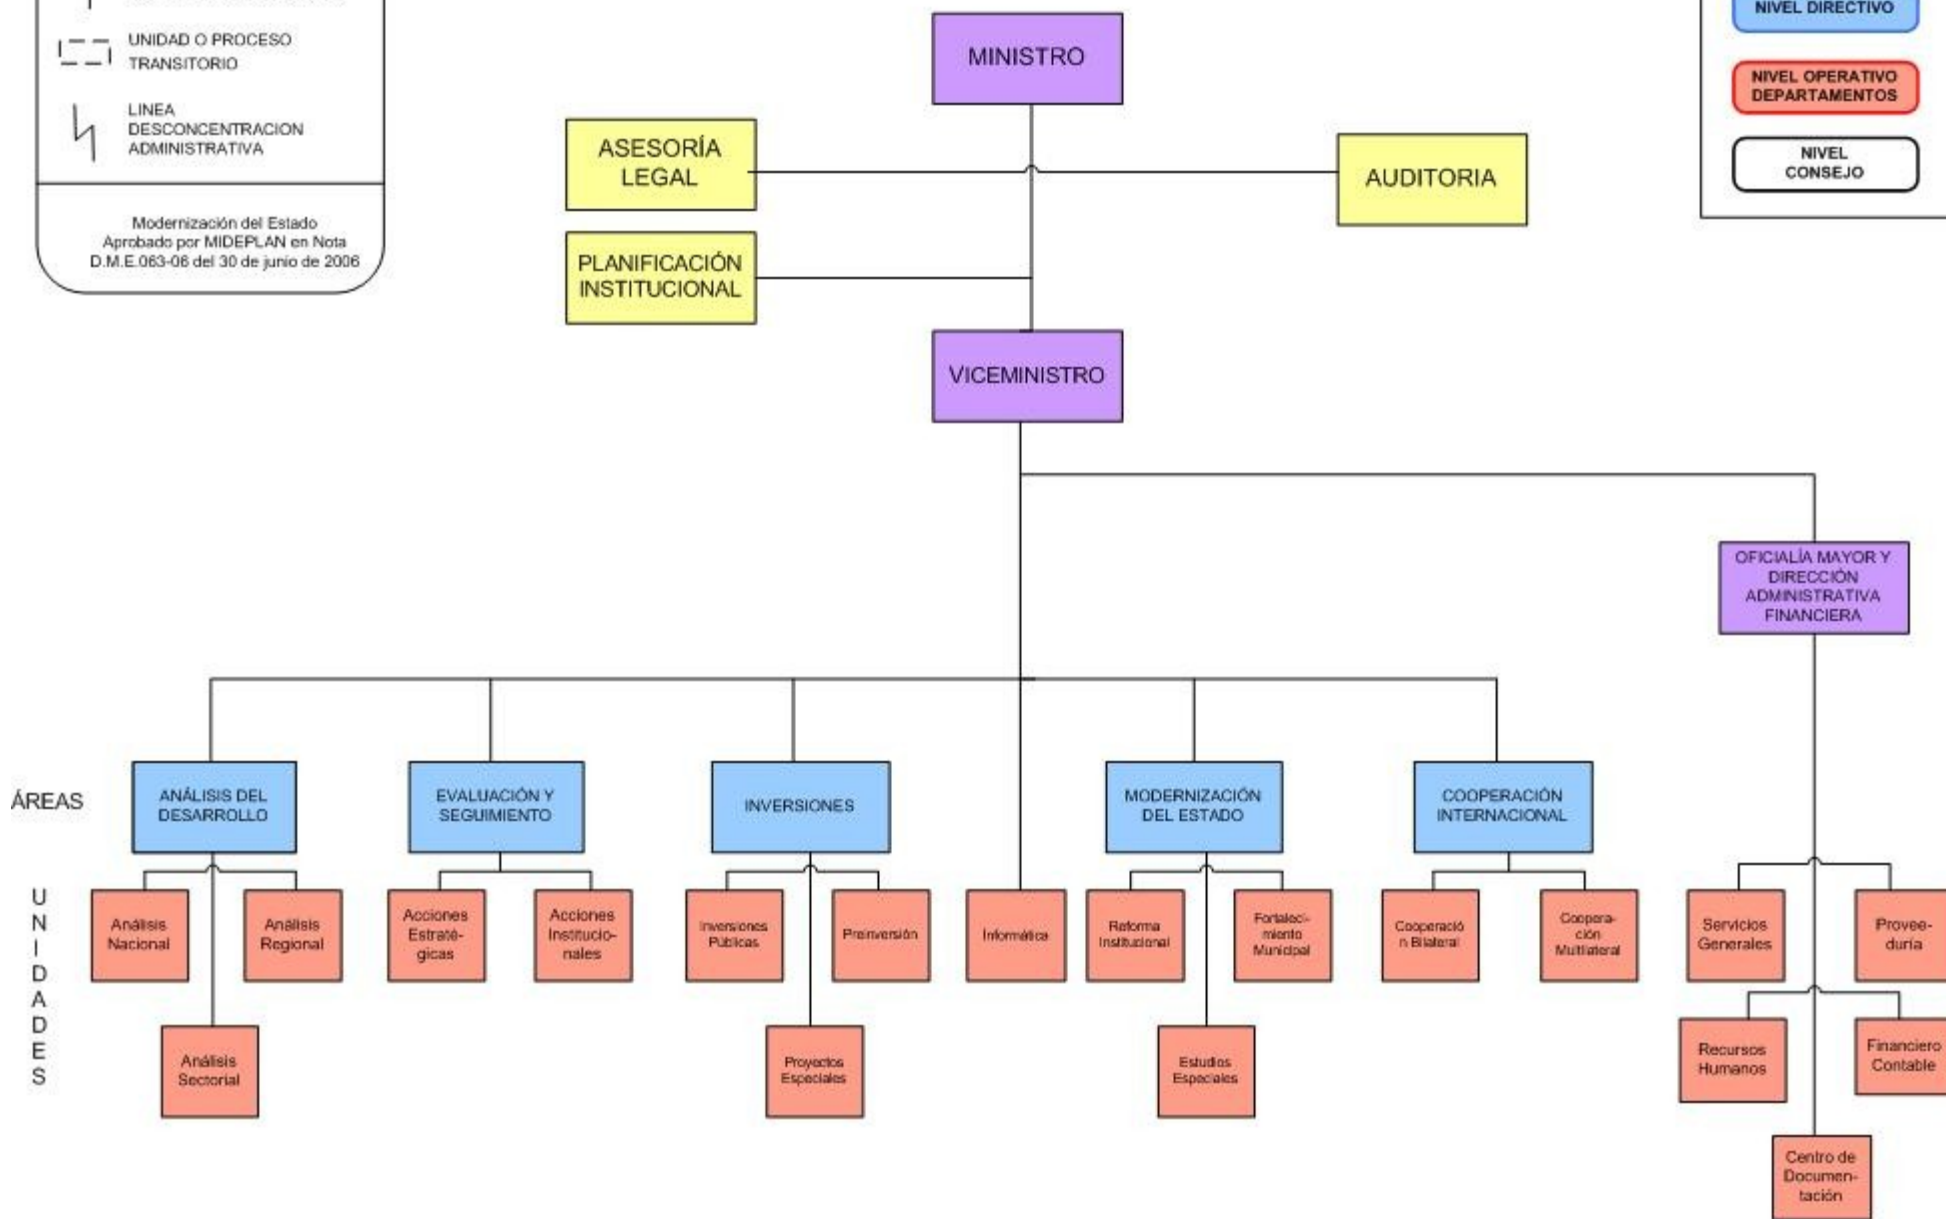 UNIDAD O PROCESO
TRANSITORIO
LINEA
DESCONCENTRACION
ADMINISTRATIVA
Modernización del Estado
Aprobado por MIDEPLAN en Nota
D.M.E.063-06 del 30 de junio de 2006
NIVEL DIRECTIVO
NIVEL OPERATIVO
DEPARTAMENTOS
NIVEL
CONSEJO
MINISTRO
ASESORÍA
LEGAL
AUDITORIA
PLANIFICACIÓN
INSTITUCIONAL
VICEMINISTRO
OFICIALÍA MAYOR Y
DIRECCIÓN
ADMINISTRATIVA
FINANCIERA
ÁREAS
ANÁLISIS DEL
DESARROLLO
EVALUACIÓN Y
SEGUIMIENTO
INVERSIONES
MODERNIZACIÓN
DEL ESTADO
COOPERACIÓN
INTERNACIONAL
U
N
I
D
A
D
E
S
Análisis
Nacional
Análisis
Regional
Acciones
Estraté-
gicas
Acciones
Institucio-
nales
Inversiones
Públicas
Preinversión
Informática
Reforma
Institucional
Fortaleci-
miento
Municipal
Cooperació
n Bilateral
Coopera-
ción
Multilateral
Servicios
Generales
Provee-
duría
Análisis
Sectorial
Proyectos
Especiales
Estudios
Especiales
Recursos
Humanos
Financiero
Contable
Centro de
Documen-
tación